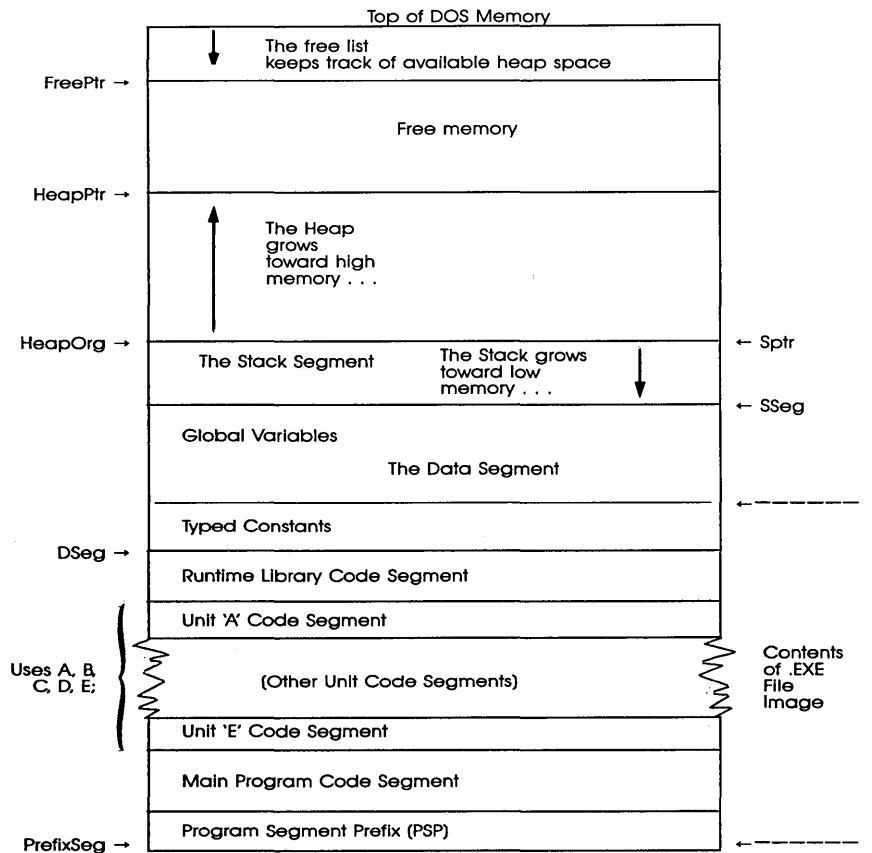 Top of DOS Memory
The free list
keeps track of available heap space
FreePtr →
Free memory
HeapPtr →
The Heap
grows
toward high
memory . . .
HeapOrg →
← Sptr
The Stack Segment
The Stack grows
toward low
memory . . .
← SSeg
Global Variables
The Data Segment
Typed Constants
DSeg →
Runtime Library Code Segment
Unit 'A' Code Segment
Uses A, B,
C, D, E;
(Other Unit Code Segments)
Contents
of .EXE
File
Image
Unit 'E' Code Segment
Main Program Code Segment
Program Segment Prefix (PSP)
PrefixSeg →